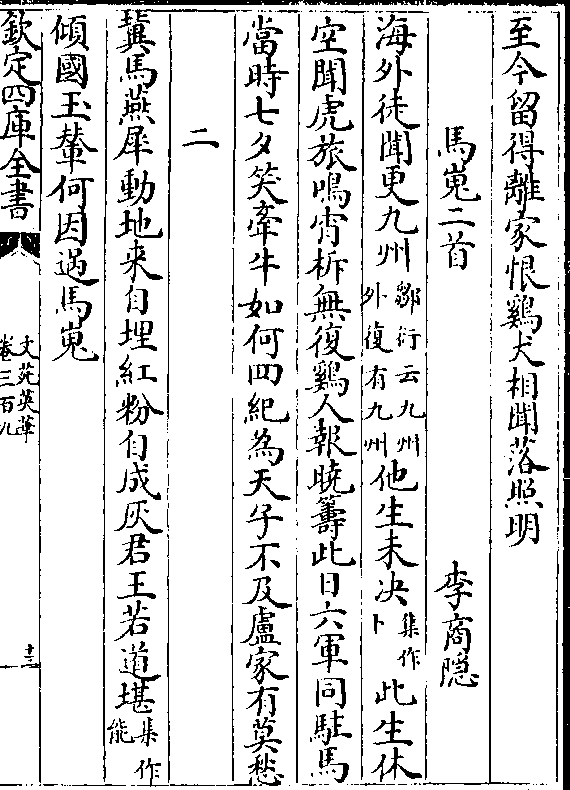 至今留得離家恨鷄犬相聞落照明
馬嵬二首 李商隠
海外徒聞更九州鄒衍云九州外復有九州他生未决集作卜此生休
空聞虎旅鳴宵柝無復鷄人報曉籌此日六軍同駐馬
當時七夕笑牽牛如何四紀為天子不及盧家有莫愁
二
冀馬燕犀動地来自埋紅粉自成灰君王若道堪集作能
傾國玉輦何因過馬嵬
欽定四庫全書
文苑英華
卷三百九
十三